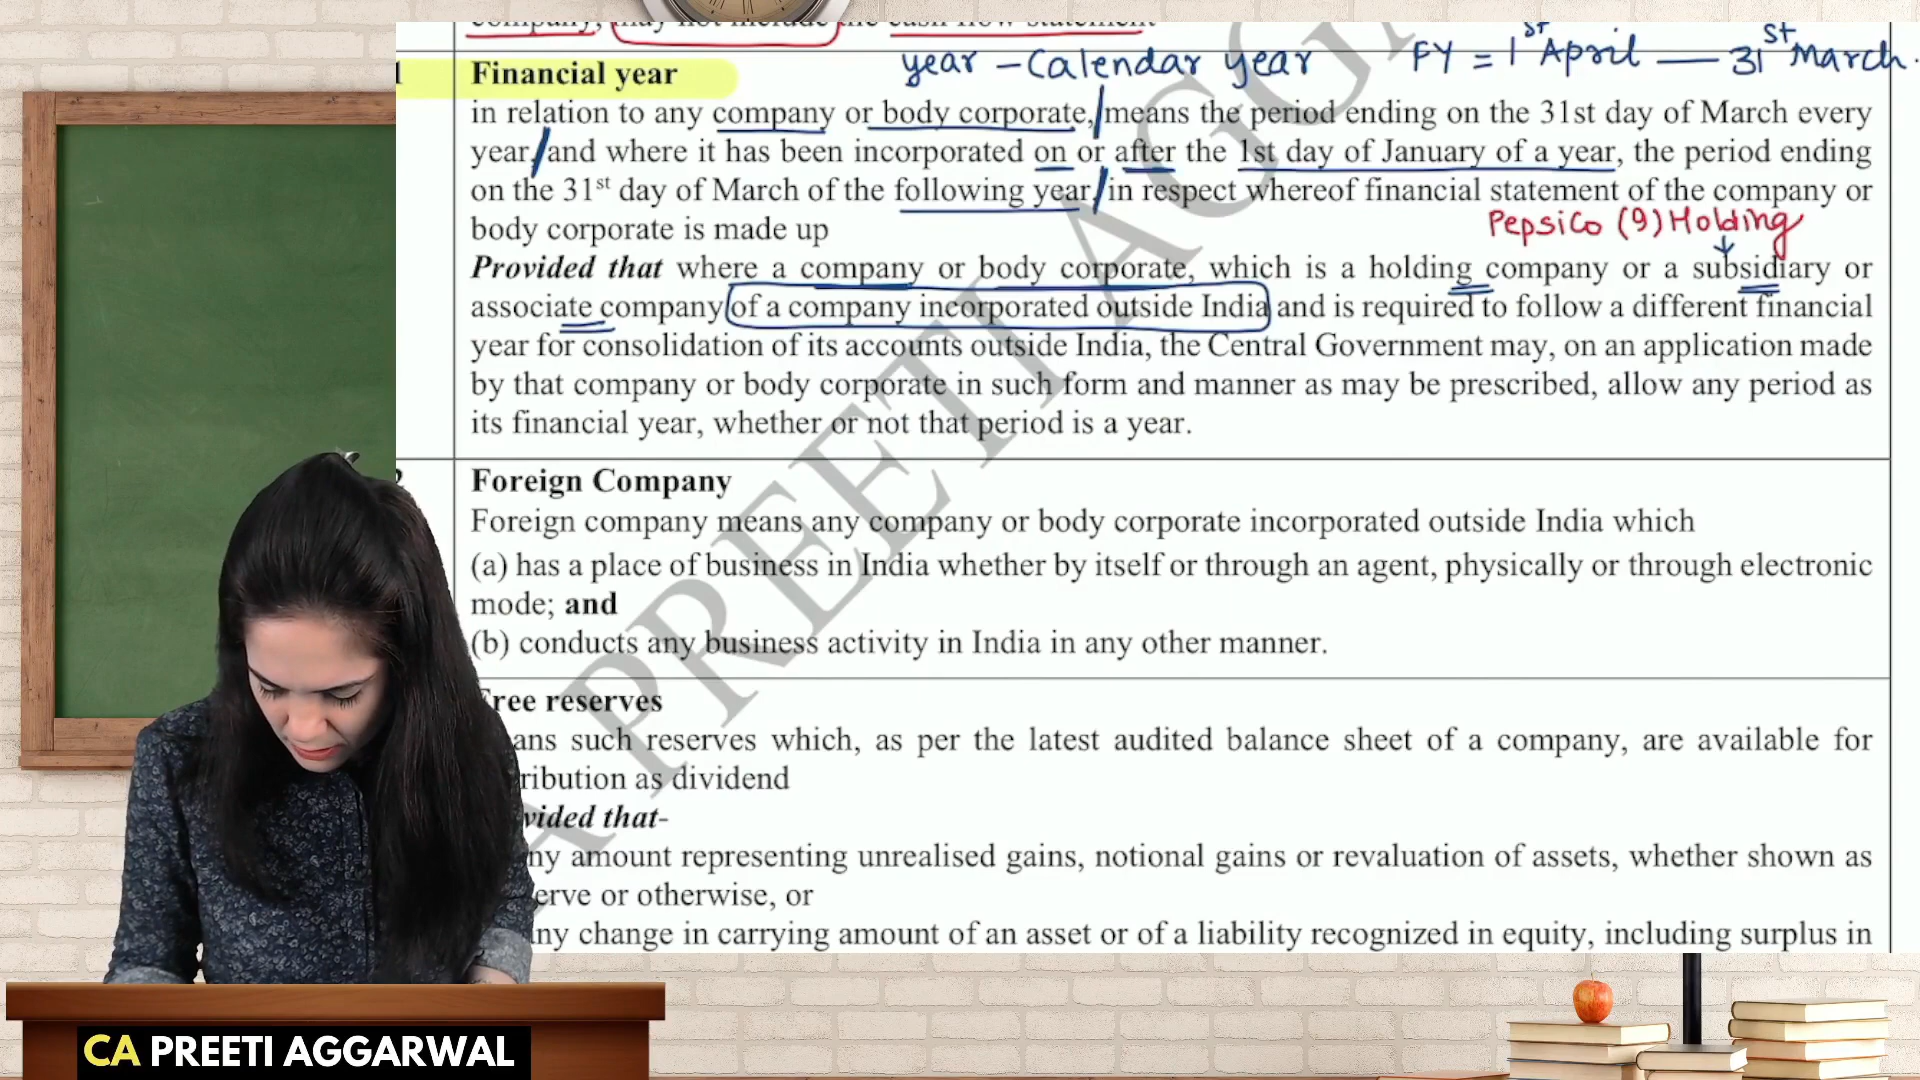 company, may not include the cash flow statement
year - Calendar year FY = 1st April — 31st March.
1 Financial year
in relation to any company or body corporate, means the period ending on the 31st day of March every
year, and where it has been incorporated on or after the 1st day of January of a year, the period ending
on the 31st day of March of the following year, in respect whereof financial statement of the company or
PepsiCo (9) Holding
body corporate is made up
Provided that where a company or body corporate, which is a holding company or a subsidiary or
associate company of a company incorporated outside India and is required to follow a different financial
year for consolidation of its accounts outside India, the Central Government may, on an application made
by that company or body corporate in such form and manner as may be prescribed, allow any period as
its financial year, whether or not that period is a year.
Foreign Company
Foreign company means any company or body corporate incorporated outside India which
(a) has a place of business in India whether by itself or through an agent, physically or through electronic
mode; and
(b) conducts any business activity in India in any other manner.
Free reserves
ans such reserves which, as per the latest audited balance sheet of a company, are available for
ribution as dividend
vided that-
ny amount representing unrealised gains, notional gains or revaluation of assets, whether shown as
erve or otherwise, or
any change in carrying amount of an asset or of a liability recognized in equity, including surplus in
A PREETI AGGA
CA PREETI AGGARWAL